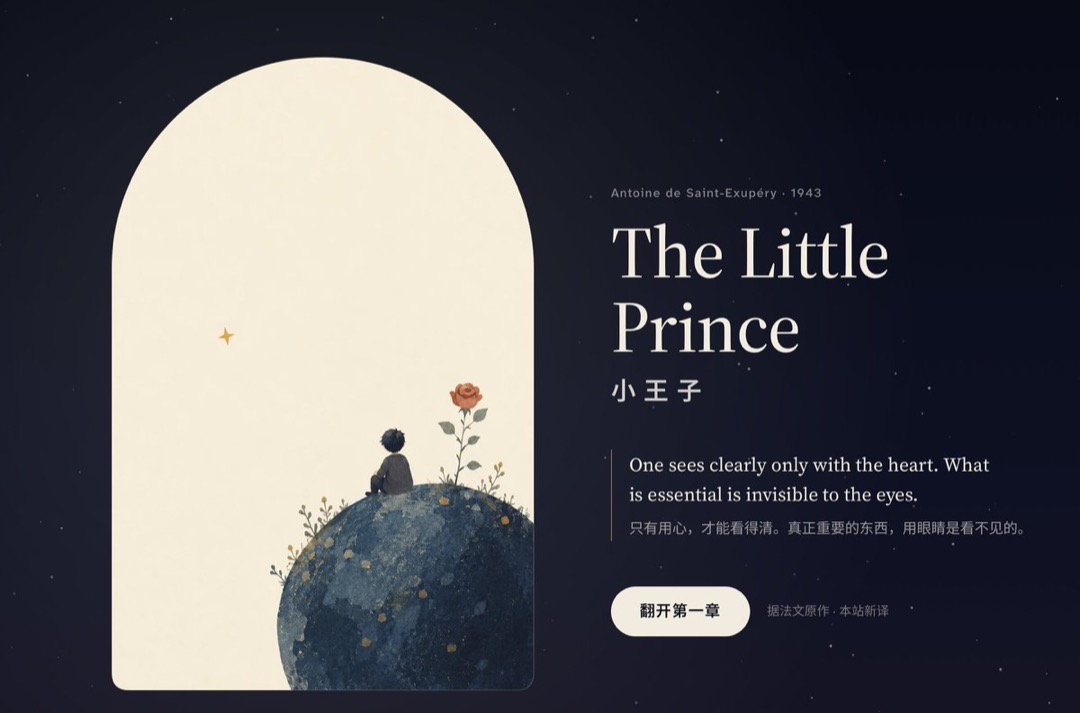 Antoine de Saint-Exupéry · 1943
The Little
Prince
小王子
One sees clearly only with the heart. What
is essential is invisible to the eyes.
只有用心，才能看得清。真正重要的东西，用眼睛是看不见的。
翻开第一章
据法文原作 · 本站新译